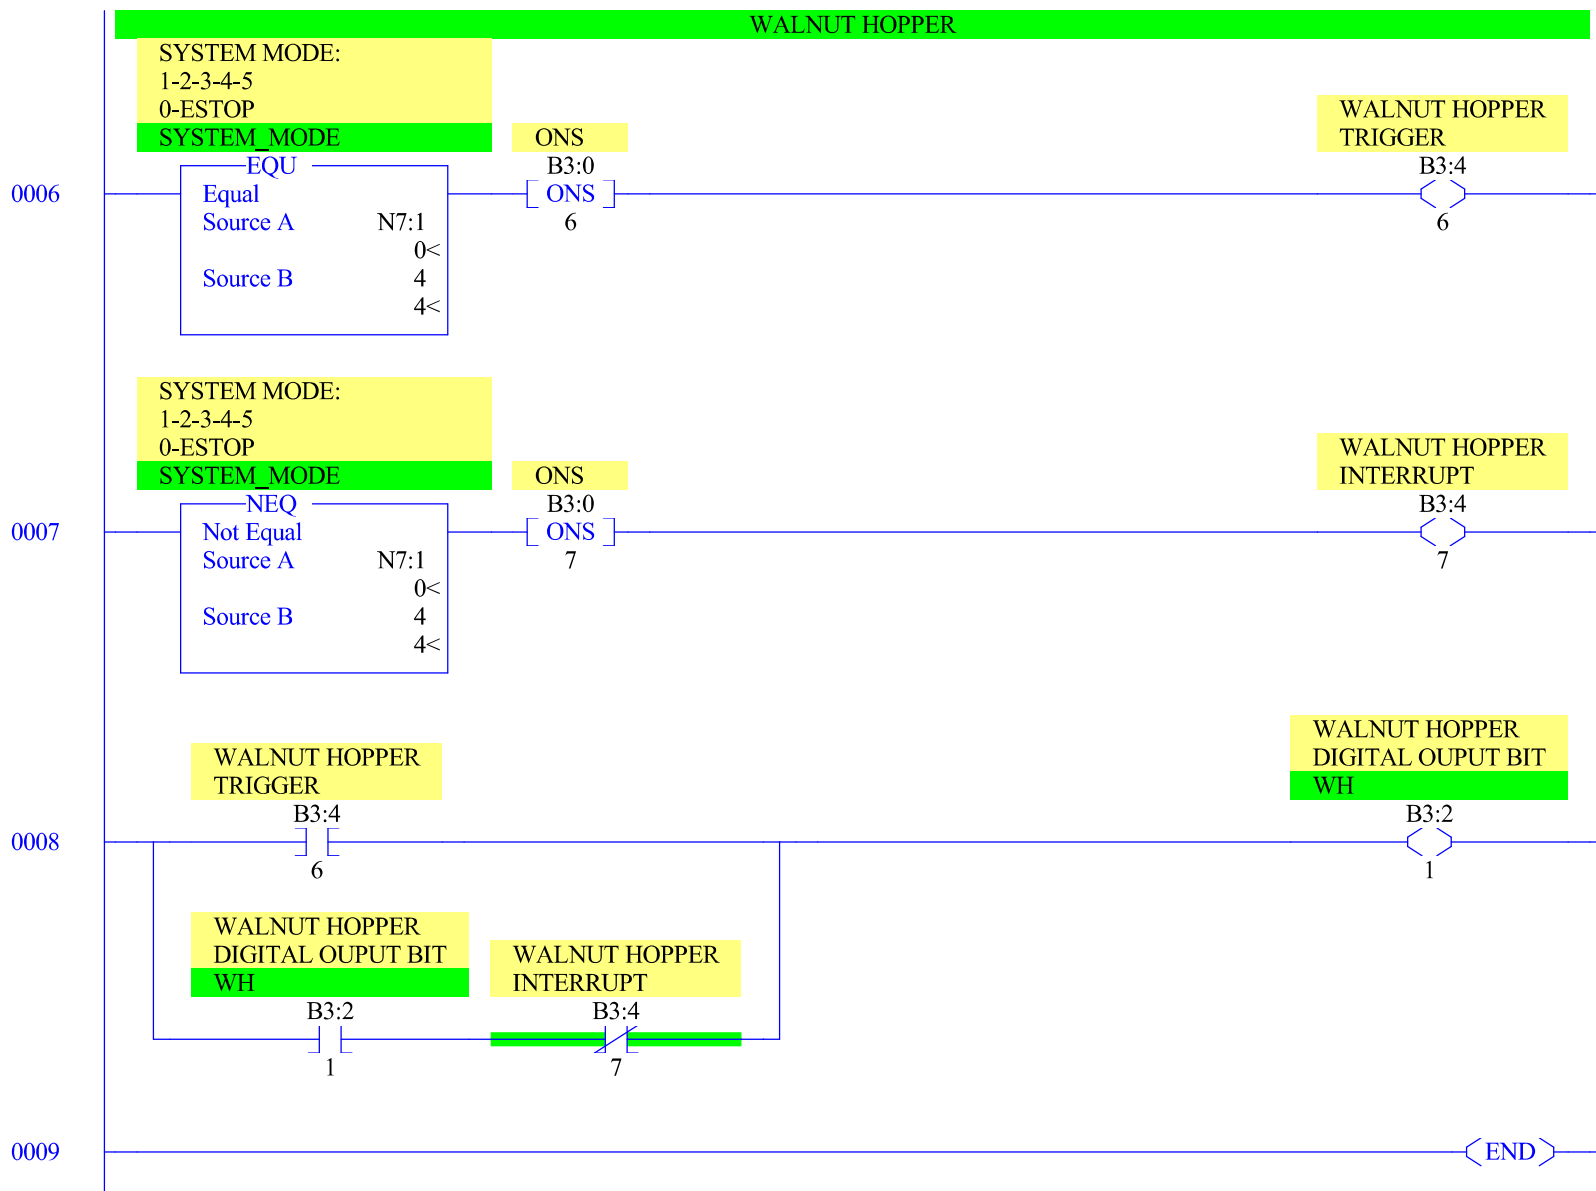 WALNUT HOPPER
SYSTEM MODE:
1-2-3-4-5
0-ESTOP
SYSTEM_MODE
ONS
WALNUT HOPPER
TRIGGER
EQU
B3:0
B3:4
0006
Equal
ONS
Source A N7:1
6
6
0<
Source B 4
4<
SYSTEM MODE:
1-2-3-4-5
0-ESTOP
SYSTEM_MODE
ONS
WALNUT HOPPER
INTERRUPT
NEQ
B3:0
B3:4
0007
Not Equal
ONS
Source A N7:1
7
7
0<
Source B 4
4<
WALNUT HOPPER
TRIGGER
WALNUT HOPPER
DIGITAL OUPUT BIT
WH
B3:4
B3:2
0008
6
1
WALNUT HOPPER
DIGITAL OUPUT BIT
WH
WALNUT HOPPER
INTERRUPT
B3:2
B3:4
1
7
0009
END